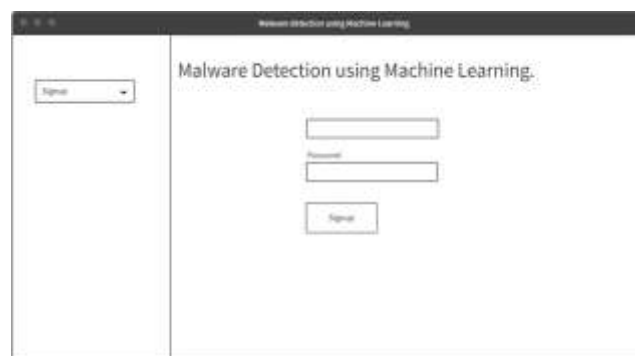 Malware detection using Machine Learning
Signup
Malware Detection using Machine Learning.
Password
Signup